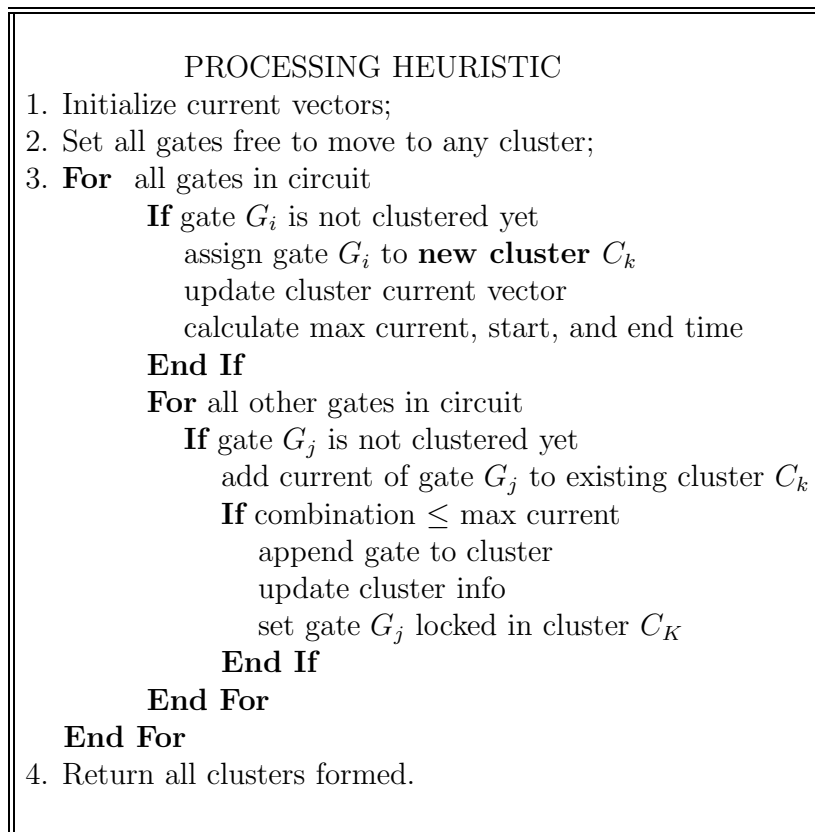 PROCESSING HEURISTIC
1. Initialize current vectors;
2. Set all gates free to move to any cluster;
3. For all gates in circuit
If gate G_i is not clustered yet
assign gate G_i to new cluster C_k
update cluster current vector
calculate max current, start, and end time
End If
For all other gates in circuit
If gate G_j is not clustered yet
add current of gate G_j to existing cluster C_k
If combination ≤ max current
append gate to cluster
update cluster info
set gate G_j locked in cluster C_K
End If
End For
End For
4. Return all clusters formed.